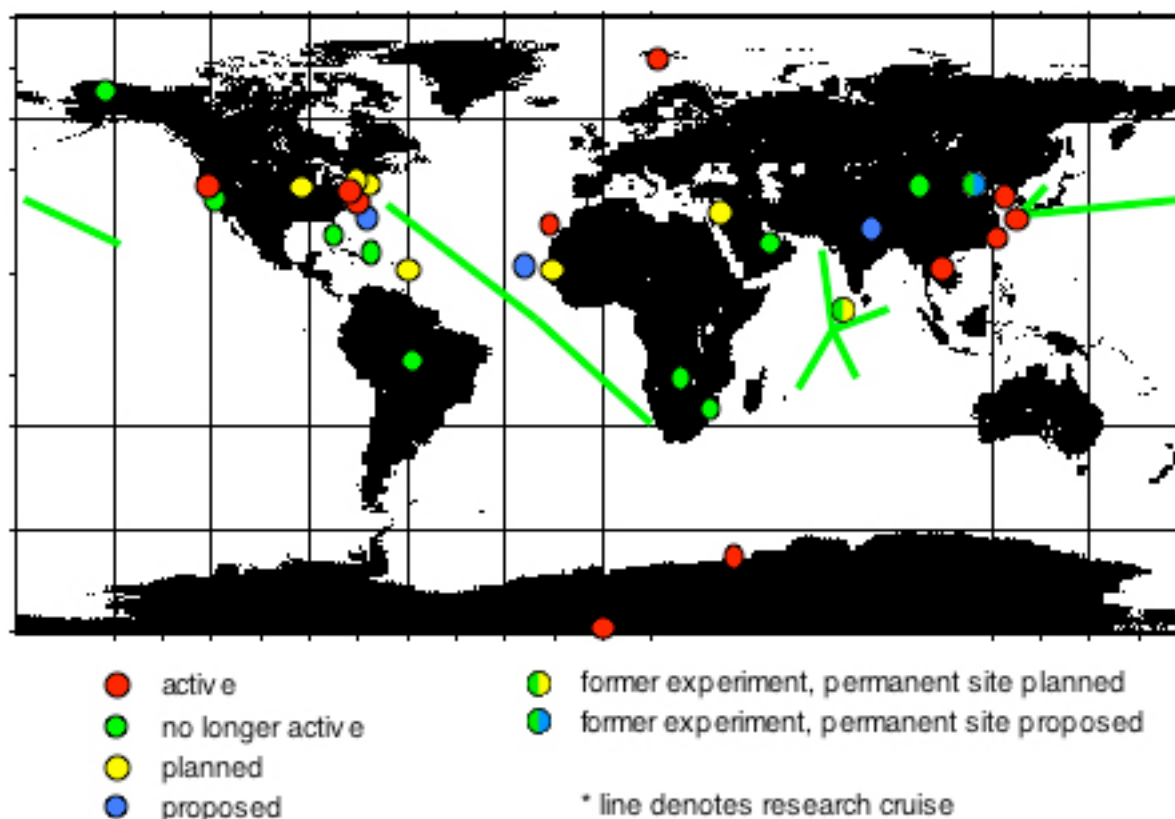 active
no longer active
planned
proposed
former experiment, permanent site planned
former experiment, permanent site proposed
* line denotes research cruise